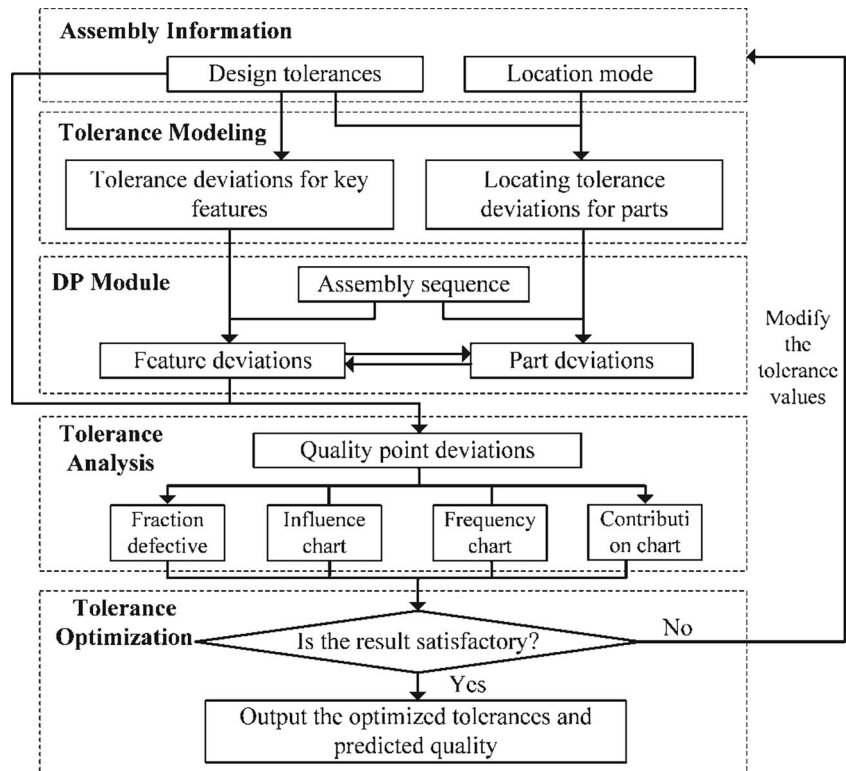 Assembly Information
Design tolerances
Location mode
Tolerance Modeling
Tolerance deviations for key
features
Locating tolerance
deviations for parts
DP Module
Assembly sequence
Feature deviations
Part deviations
Modify
the
tolerance
values
Tolerance
Analysis
Quality point deviations
Fraction
defective
Influence
chart
Frequency
chart
Contributi
on chart
Tolerance
Optimization
Is the result satisfactory?
No
Yes
Output the optimized tolerances and
predicted quality